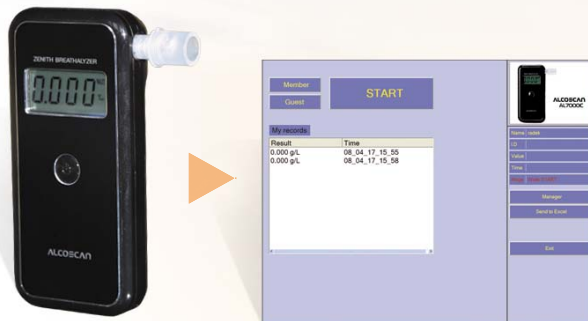 ZENITH BREATHALYZER
0.000
ALCOSCAN
Member
Guest
START
My records
Result Time
0.000 g/L 08_04_17_15_55
0.000 g/L 08_04_17_15_58
ALCOSCAN
AL7000C
Name
I.D
Value
Time
Manager
Send to Excel
Exit